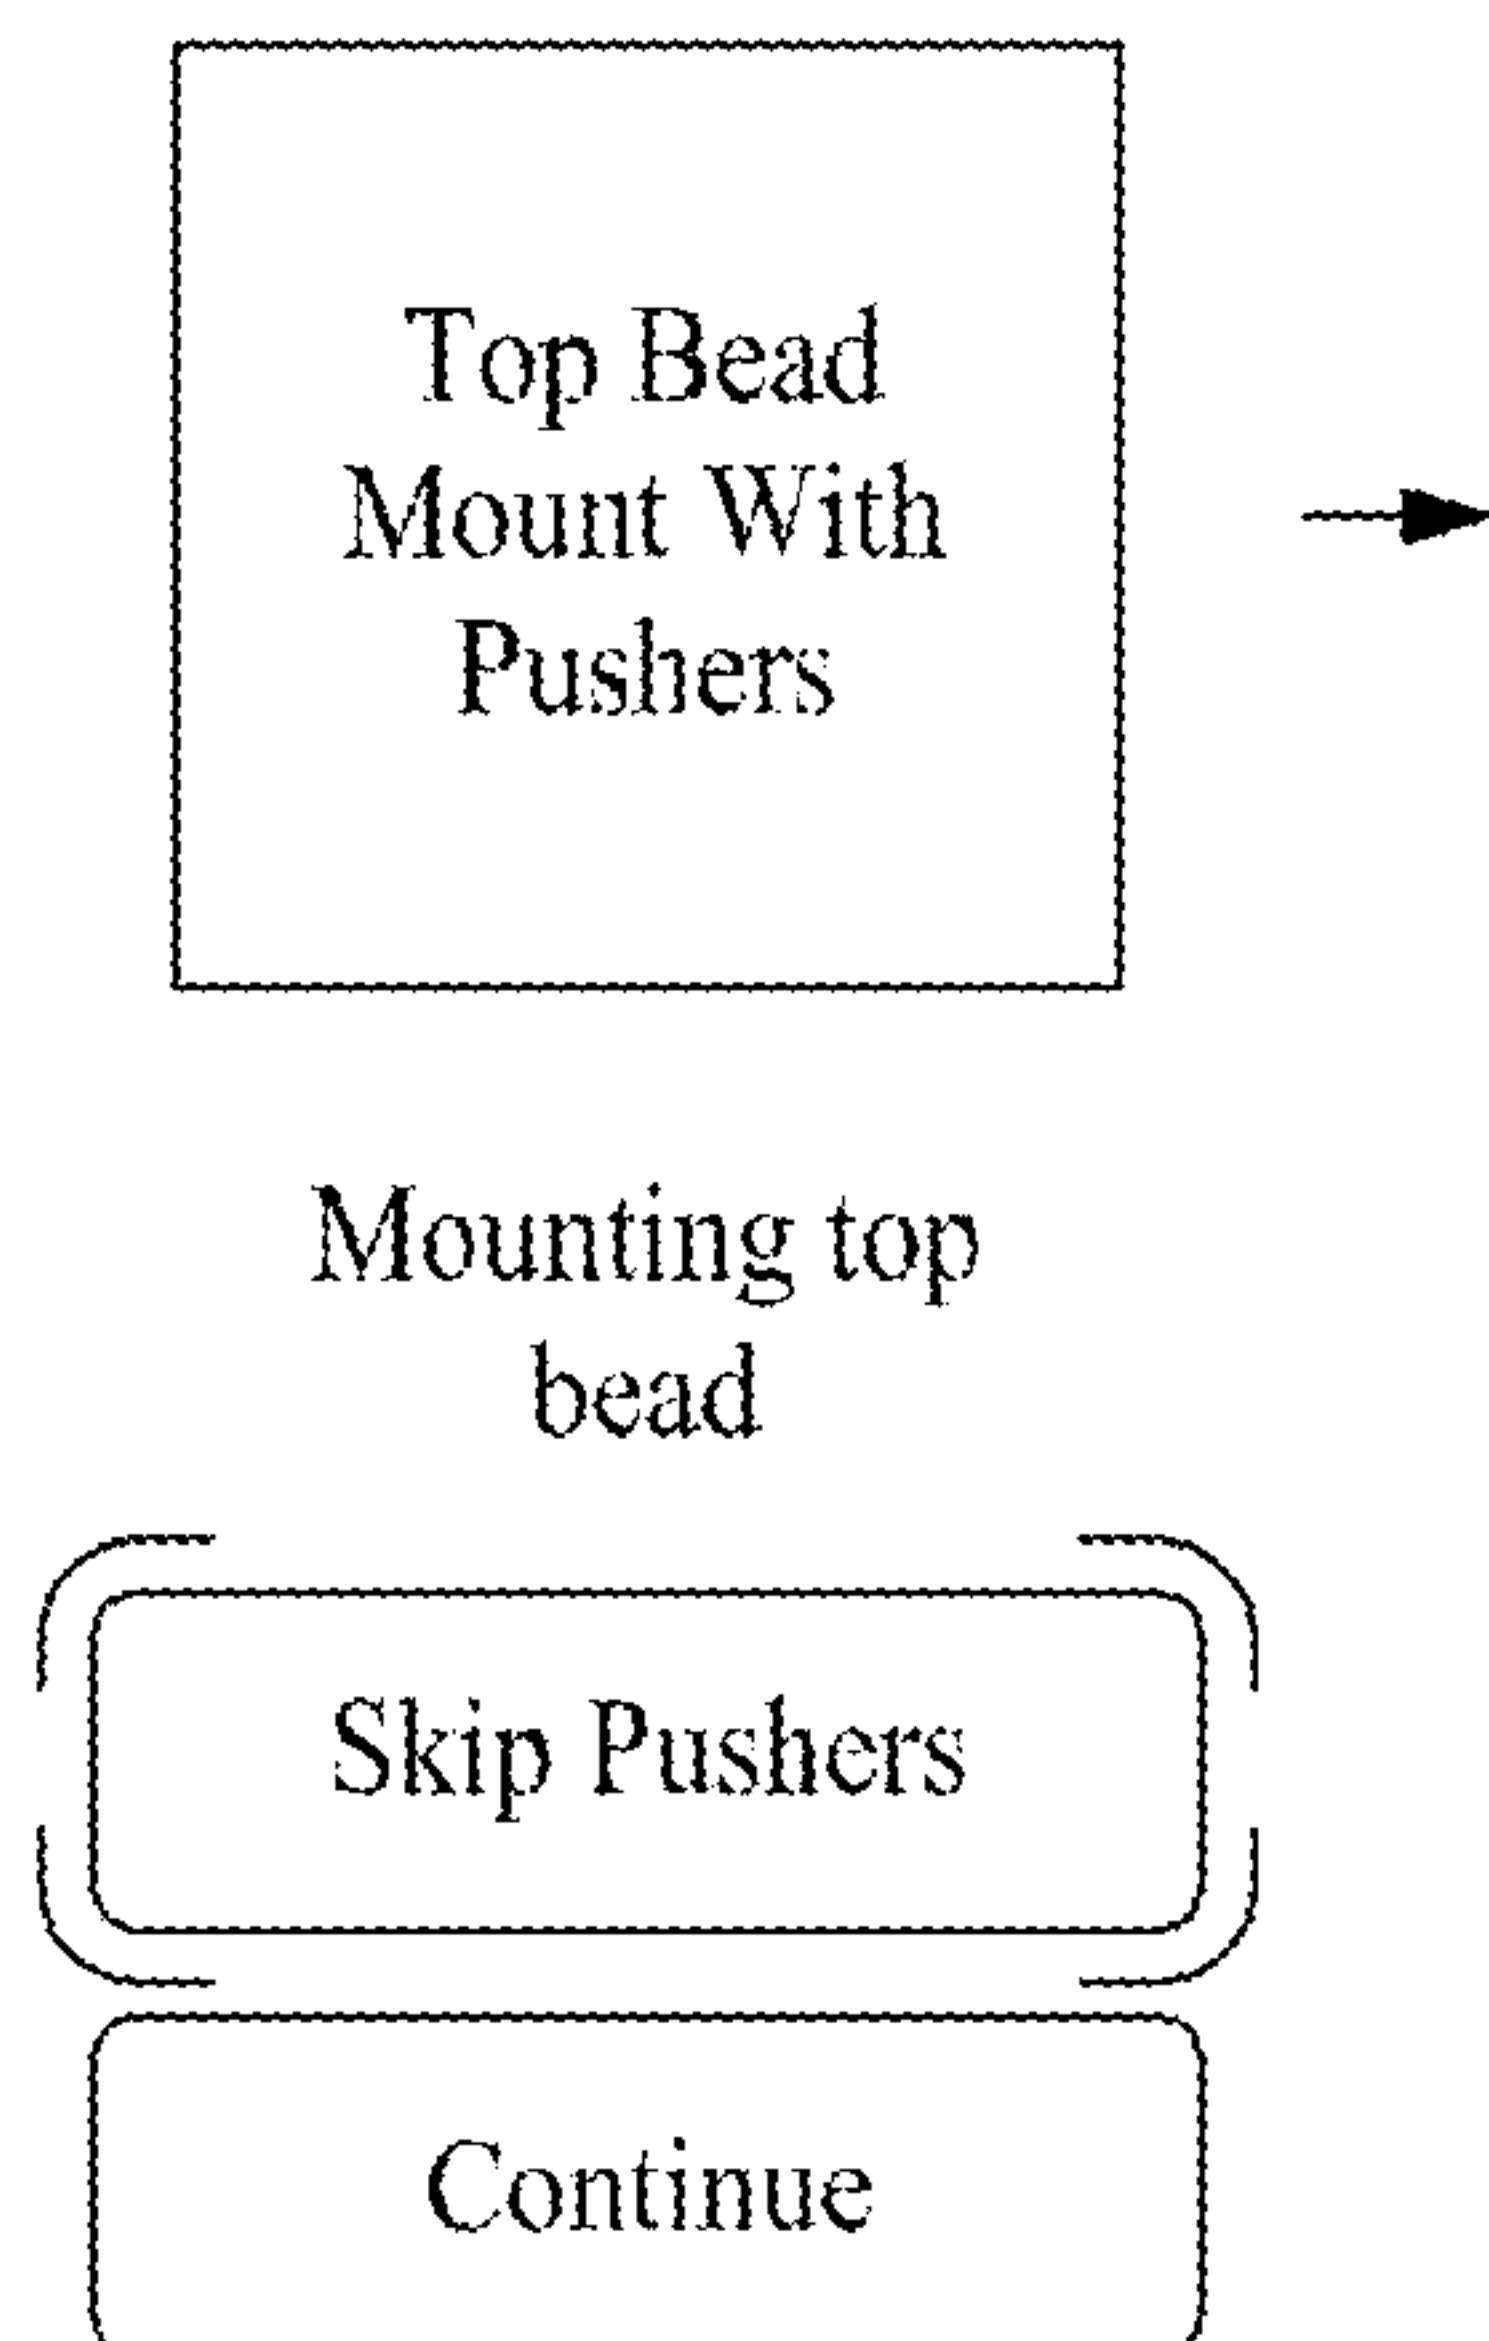 Top Bead
Mount With
Pushers
Mounting top
bead
Skip Pushers
Continue